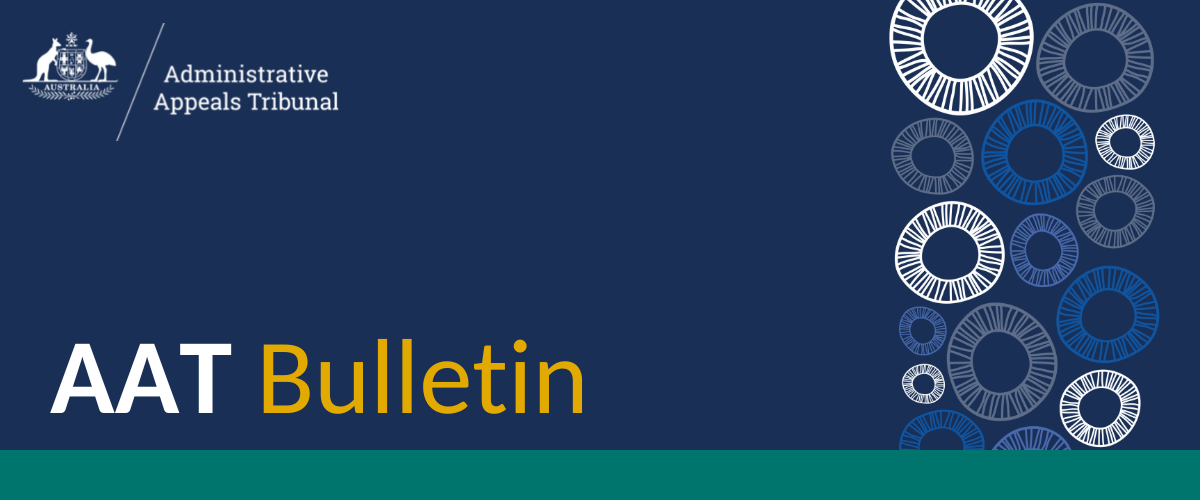 AUSTRALIA
Administrative
Appeals Tribunal
AAT Bulletin